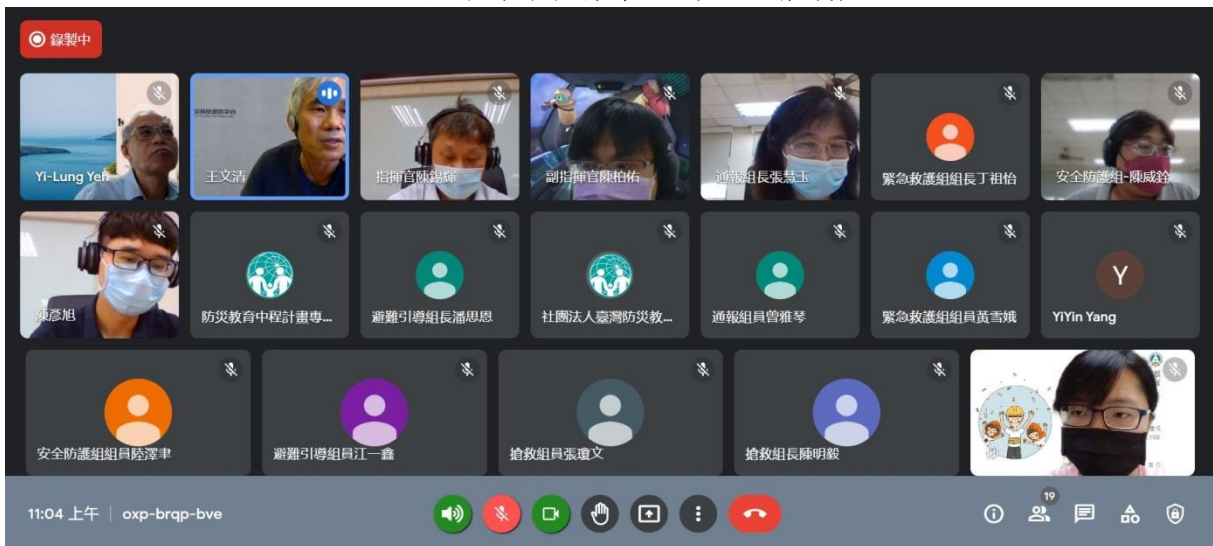 錄製中
Yi-Lung Yeh
王文清
指揮官陳錫輝
副指揮官陳柏佑
通報組長張慧玉
緊急救護組組長丁祖怡
安全防護組-陳威銓
陳彥旭
防災教育中程計畫專...
避難引導組長潘思恩
社團法人臺灣防災教...
通報組員曾雅琴
緊急救護組組員黃雪娥
Y
YiYin Yang
安全防護組組員陸澤聿
避難引導組員江一鑫
搶救組員張瓊文
搶救組長陳明毅
11:04 上午 | oxp-brqp-bve
19